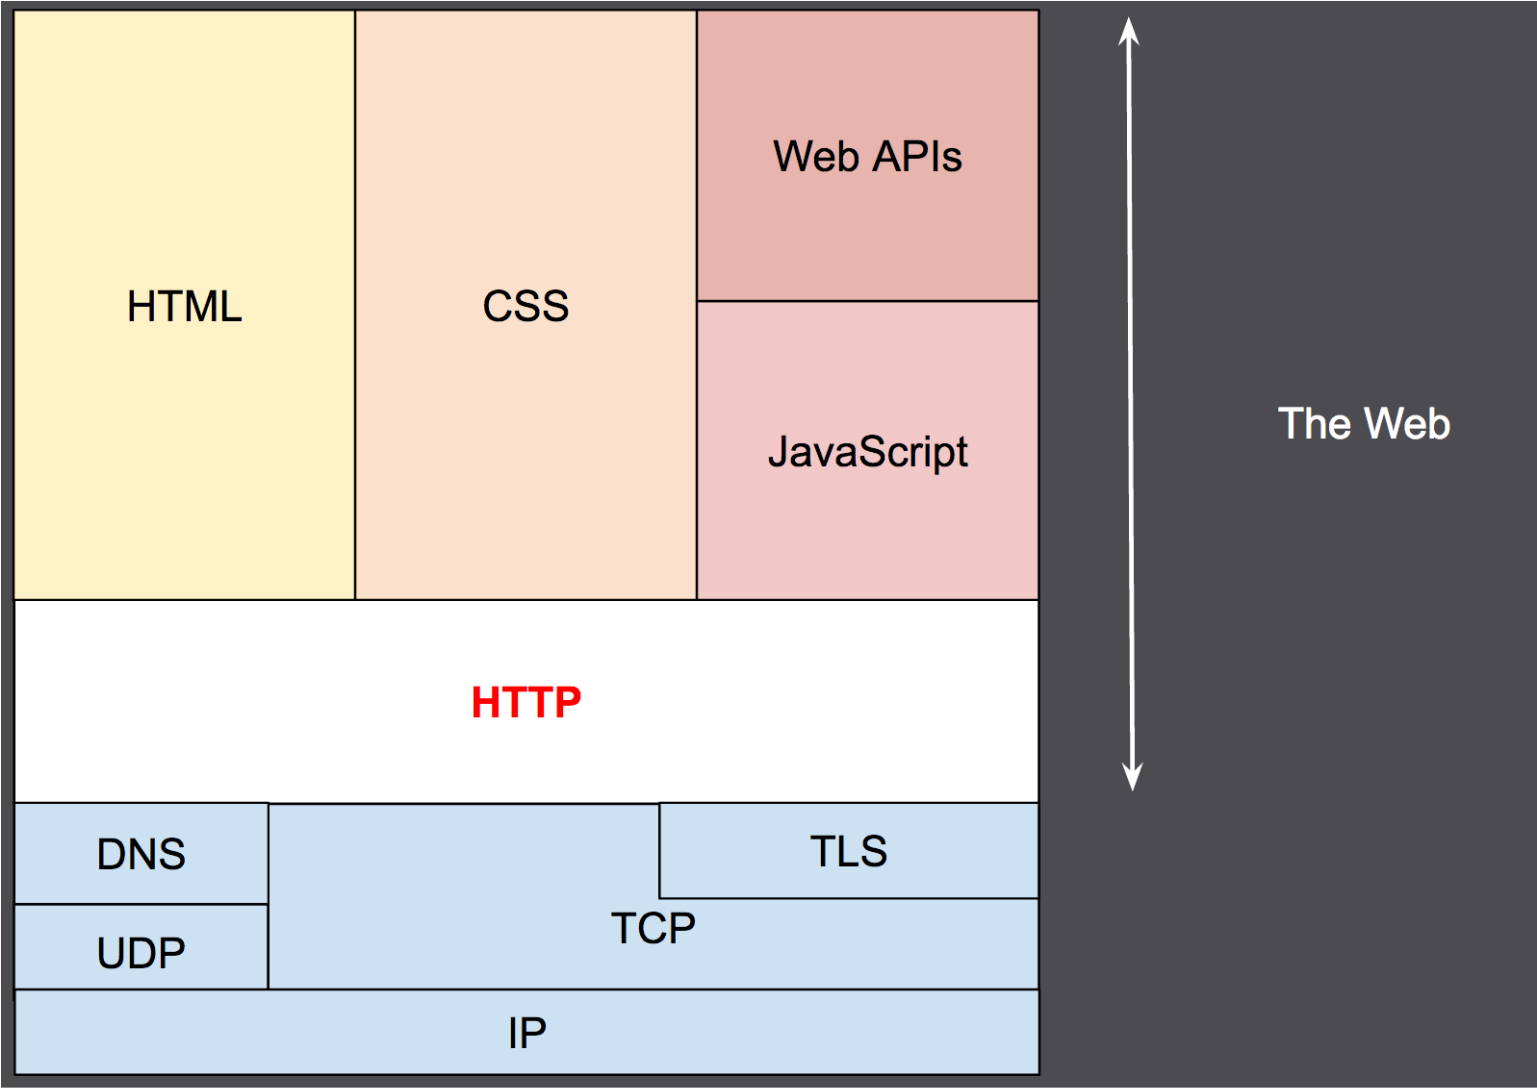 Web APIs
HTML
CSS
The Web
JavaScript
HTTP
DNS
TLS
TCP
UDP
IP